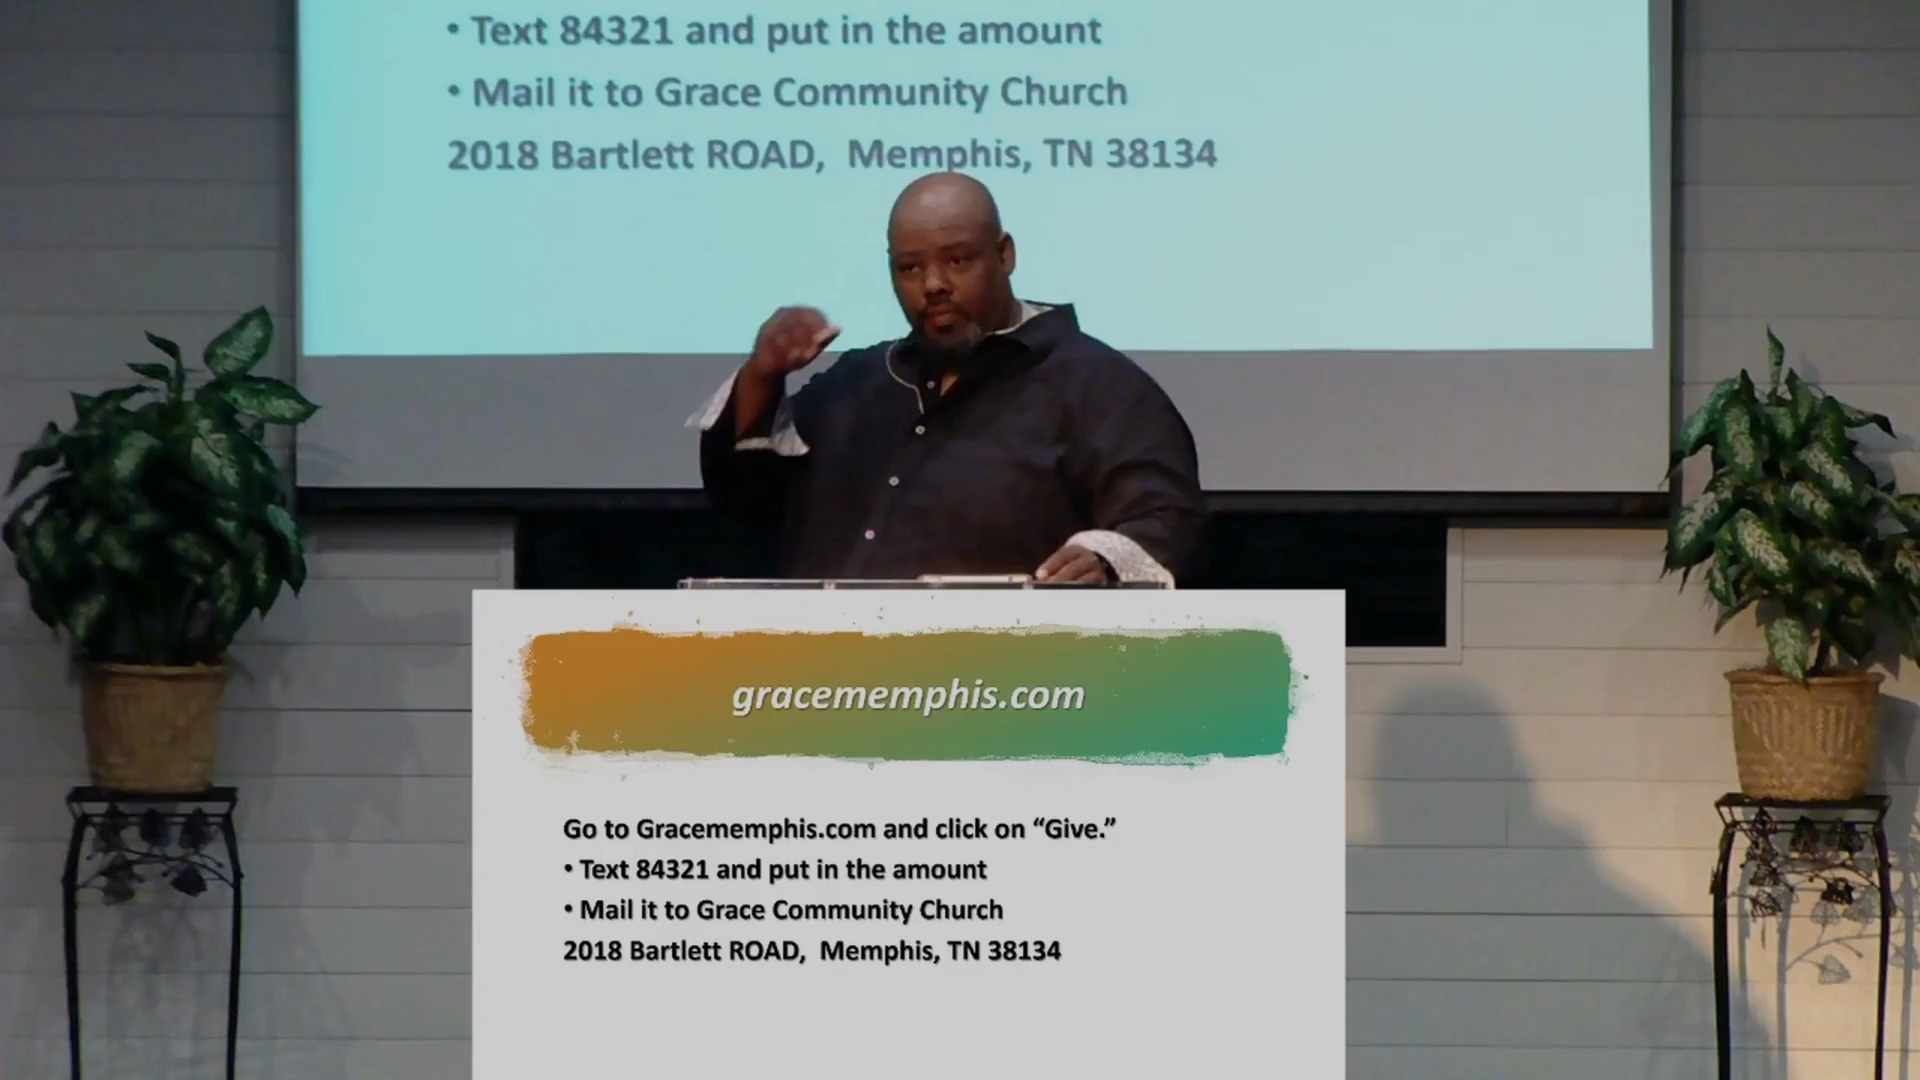 • Text 84321 and put in the amount
• Mail it to Grace Community Church
2018 Bartlett ROAD,  Memphis, TN 38134
gracememphis.com
Go to Gracememphis.com and click on “Give.”
• Text 84321 and put in the amount
• Mail it to Grace Community Church
2018 Bartlett ROAD,  Memphis, TN 38134